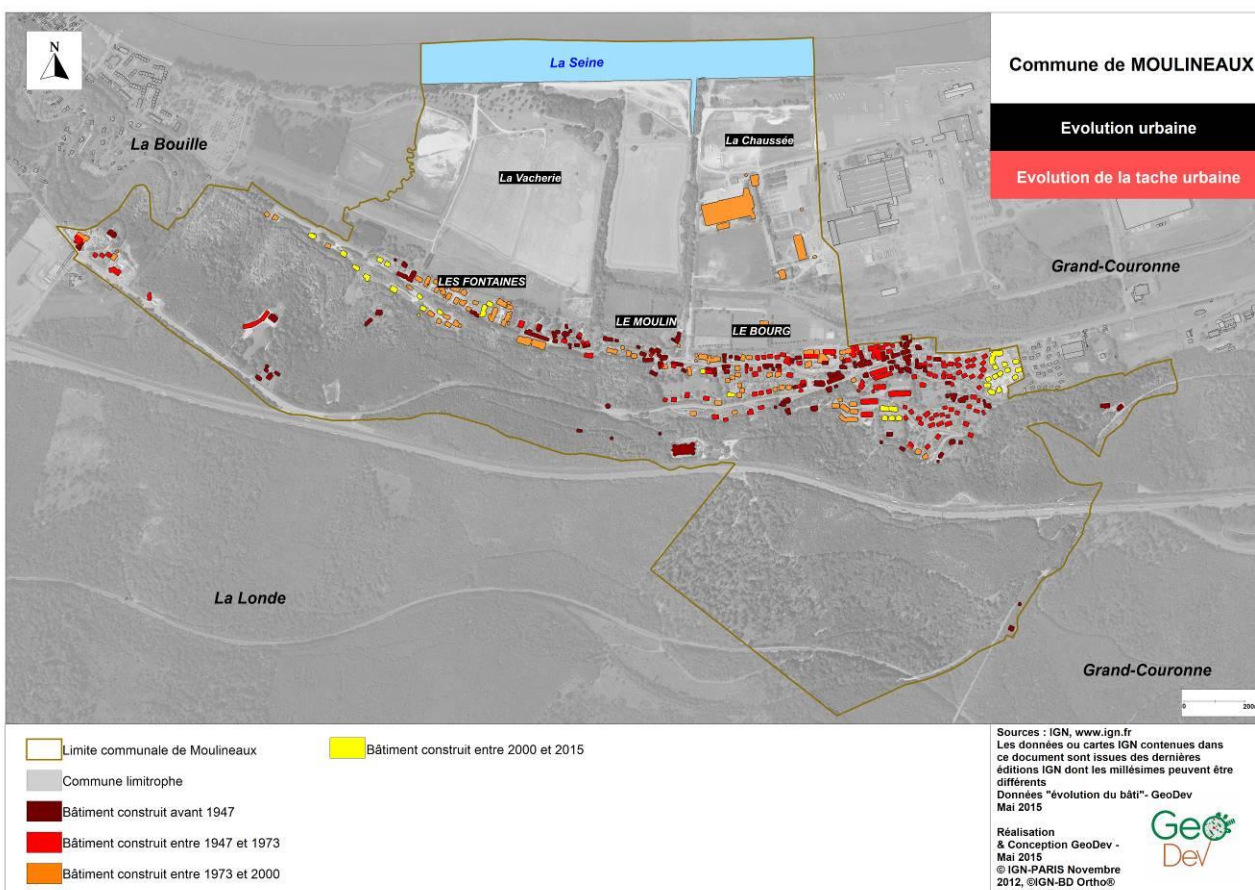 N
La Seine
Commune de MOULINEAUX
Evolution urbaine
Evolution de la tache urbaine
La Bouille
La Chaussée
La Vacherie
Grand-Couronne
LES FONTAINES
LE MOULIN
LE BOURG
La Londe
Grand-Couronne
0
Limite communale de Moulineaux
Commune limitrophe
Bâtiment construit avant 1947
Bâtiment construit entre 1947 et 1973
Bâtiment construit entre 1973 et 2000
Bâtiment construit entre 2000 et 2015
Sources : IGN, www.ign.fr
Les données ou cartes IGN contenues dans
ce document sont issues des dernières
éditions IGN dont les millésimes peuvent être
différents
Données "évolution du bâti"- GeoDev
Mai 2015
Réalisation
& Conception GeoDev -
Mai 2015
© IGN-PARIS Novembre
2012, ©IGN-BD Ortho®
Geo
Dev